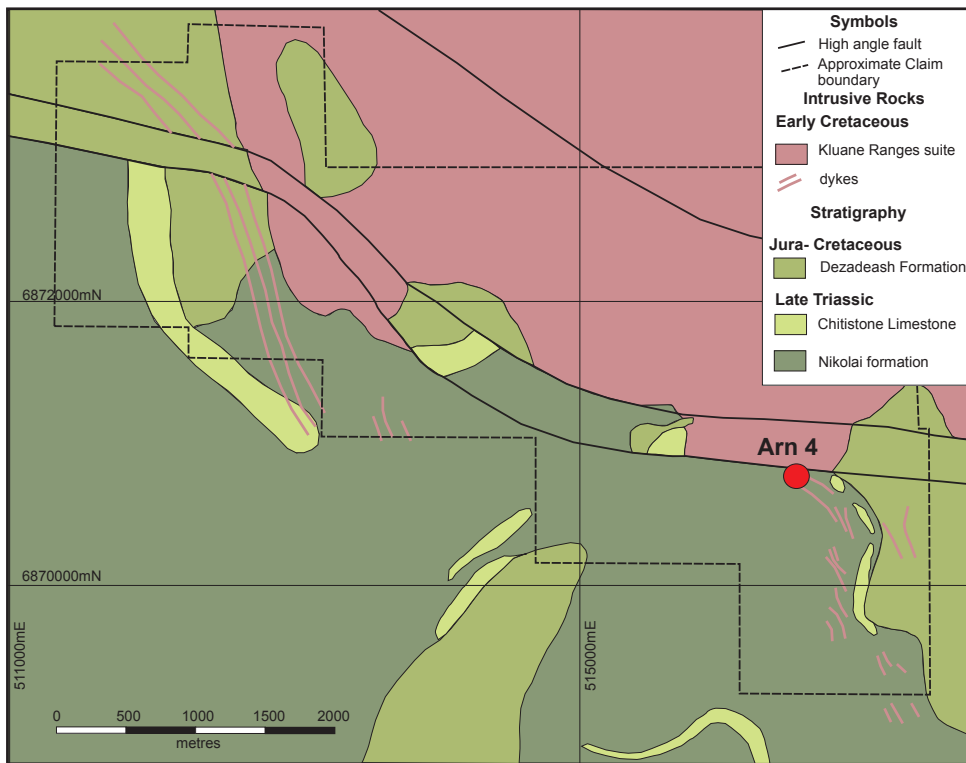 Symbols
High angle fault
Approximate Claim
boundary
Intrusive Rocks
Early Cretaceous
Kluane Ranges suite
dykes
Stratigraphy
Jura- Cretaceous
Dezadeash Formation
Late Triassic
Chitistone Limestone
Nikolai formation
6872000mN
Arn 4
6870000mN
511000mE
515000mE
0 500 1000 1500 2000
metres